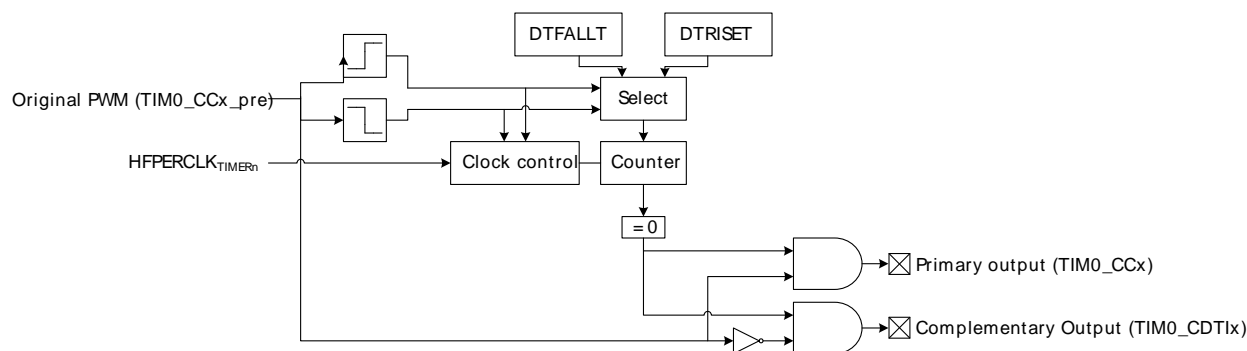 DTFALLT
DTRISET
Original PWM (TIM0_CCx_pre)
Select
HFPERCLKTIMERn
Clock control
Counter
= 0
Primary output (TIM0_CCx)
Complementary Output (TIM0_CDTIx)